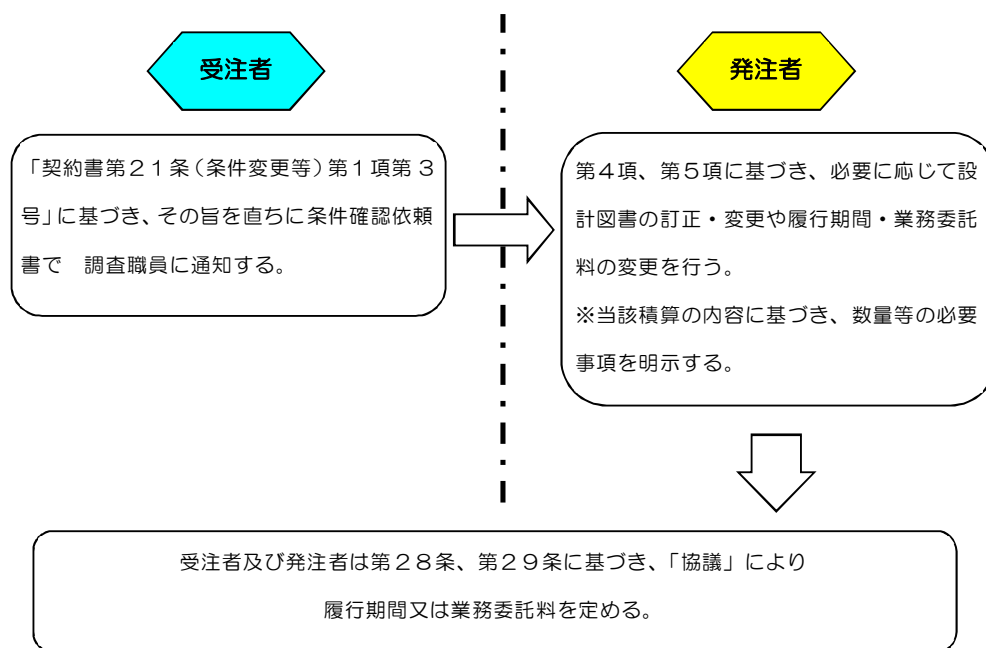 受注者
発注者
「契約書第２１条（条件変更等）第１項第３
号」に基づき、その旨を直ちに条件確認依頼
書で　調査職員に通知する。
第４項、第５項に基づき、必要に応じて設
計図書の訂正・変更や履行期間・業務委託
料の変更を行う。
※当該積算の内容に基づき、数量等の必要
事項を明示する。
受注者及び発注者は第２８条、第２９条に基づき、「協議」により
履行期間又は業務委託料を定める。